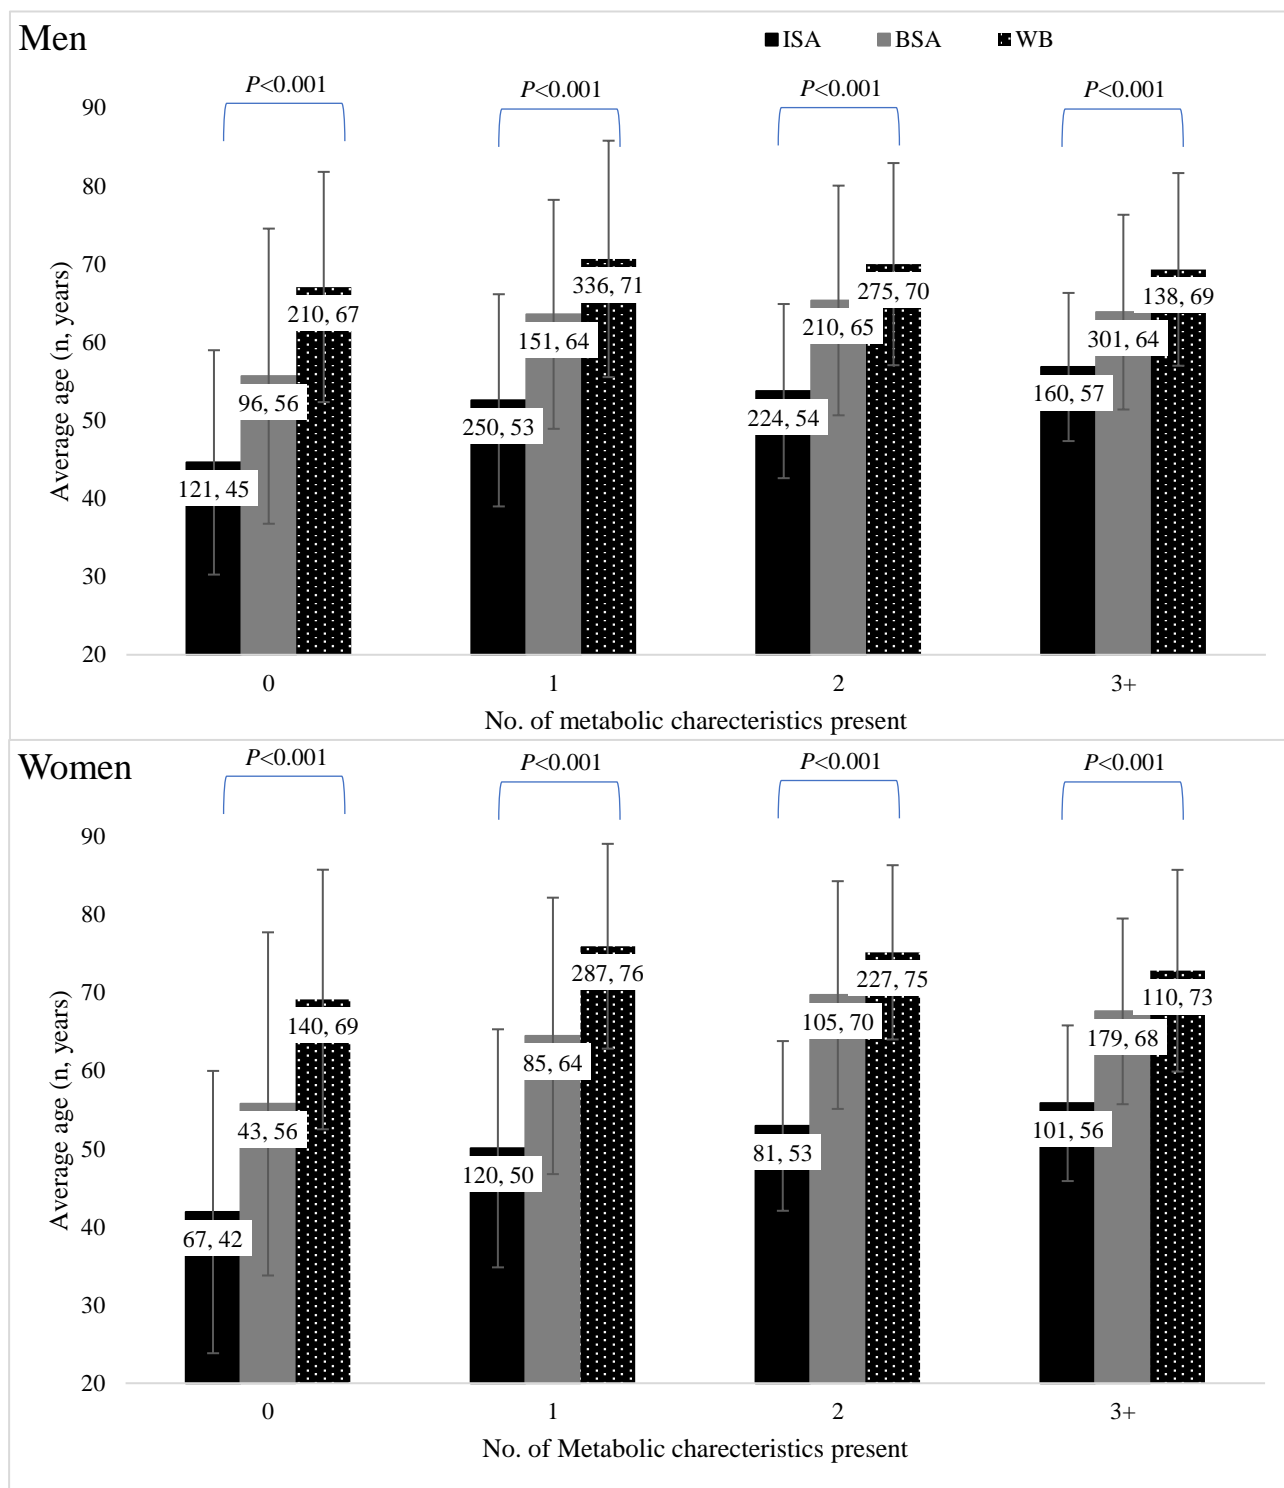 Men
ISA BSA WB
P<0.001 P<0.001 P<0.001 P<0.001
Average age (n, years)
90
80
70
60
50
40
30
20
121, 45 96, 56 210, 67
250, 53 151, 64 336, 71
224, 54 210, 65 275, 70
160, 57 301, 64 138, 69
0 1 2 3+
No. of metabolic charecteristics present
Women
P<0.001 P<0.001 P<0.001 P<0.001
Average age (n, years)
90
80
70
60
50
40
30
20
67, 42 43, 56 140, 69
120, 50 85, 64 287, 76
81, 53 105, 70 227, 75
101, 56 179, 68 110, 73
0 1 2 3+
No. of Metabolic charecteristics present